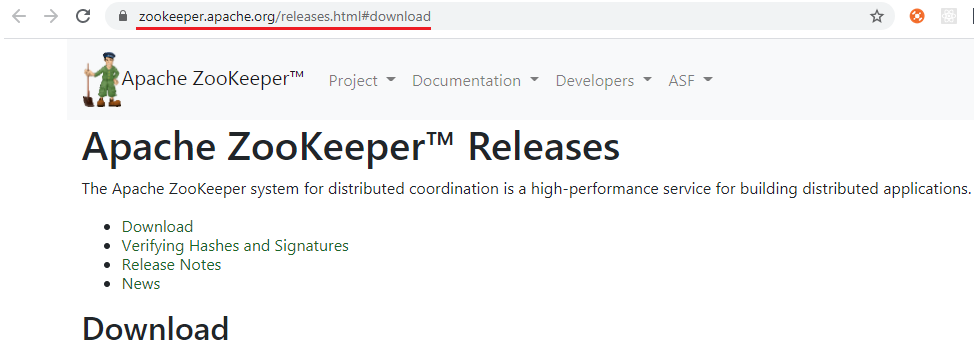 zookeeper.apache.org/releases.html#download
Apache ZooKeeper™ Project Documentation Developers ASF
Apache ZooKeeper™ Releases
The Apache ZooKeeper system for distributed coordination is a high-performance service for building distributed applications.
Download
Verifying Hashes and Signatures
Release Notes
News
Download